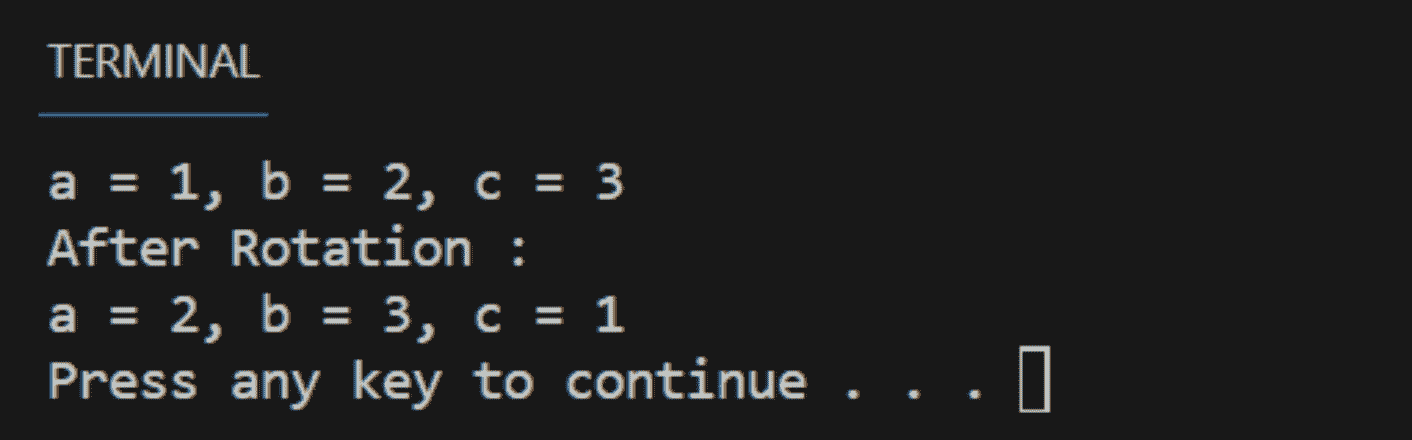 TERMINAL
a = 1, b = 2, c = 3
After Rotation :
a = 2, b = 3, c = 1
Press any key to continue . . .